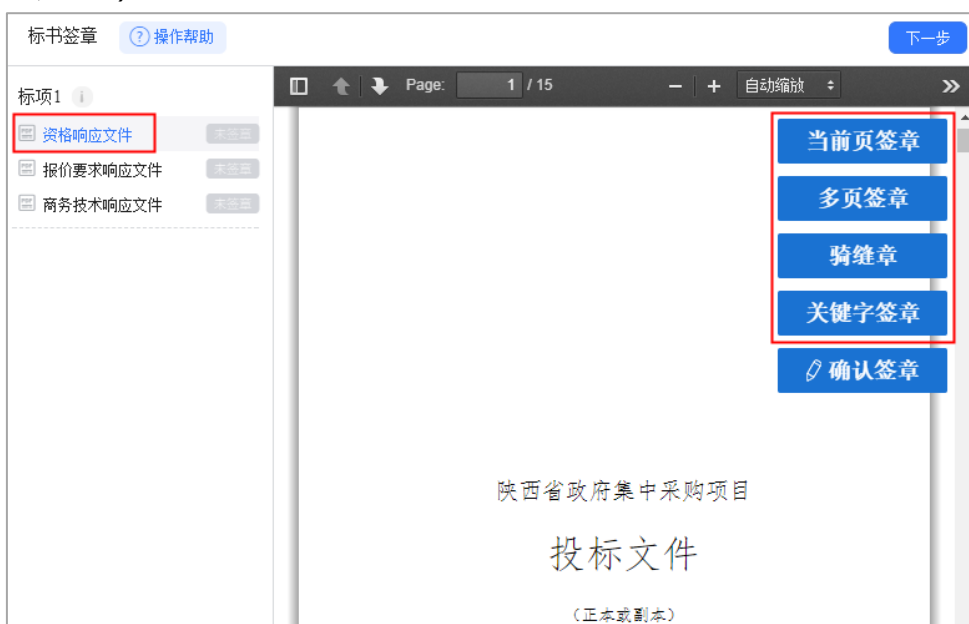 标书签章 ? 操作帮助 下一步
标项1 i
Page: 1 / 15 自动缩放
资格响应文件 未签章
报价要求响应文件 未签章
商务技术响应文件 未签章
当前页签章
多页签章
骑缝章
关键字签章
确认签章
陕西省政府集中采购项目
投标文件
（正本或副本）